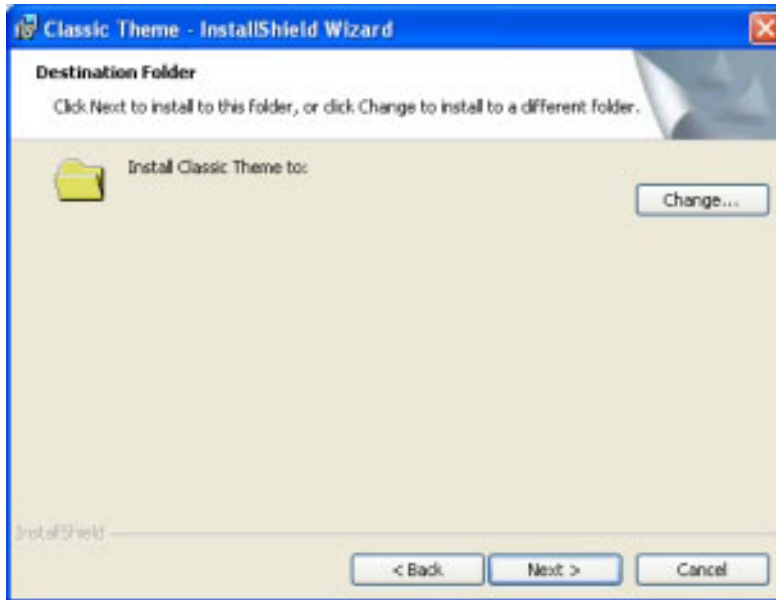 Classic Theme - InstallShield Wizard
Destination Folder
Click Next to install to this folder, or click Change to install to a different folder.
Install Classic Theme to:
Change...
InstallShield
< Back
Next >
Cancel